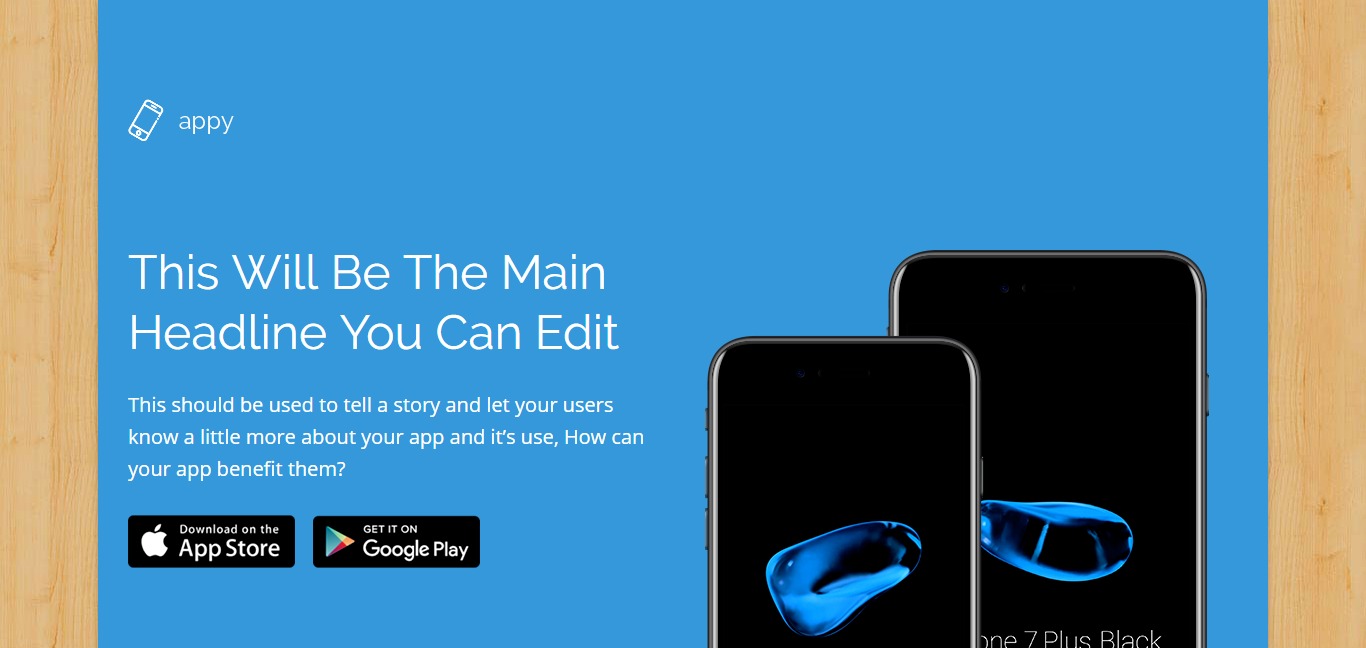 appy
This Will Be The Main
Headline You Can Edit
This should be used to tell a story and let your users
know a little more about your app and it’s use, How can
your app benefit them?
Download on the
App Store
GET IT ON
Google Play
7 Plus Black